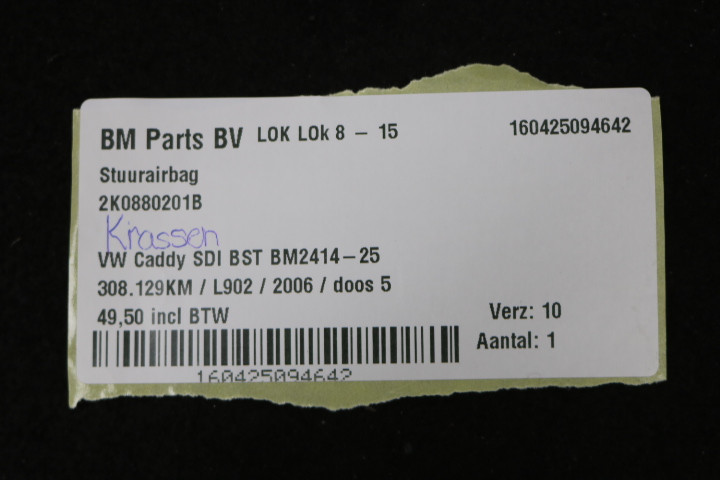 BM Parts BV LOK LOk 8 - 15 160425094642
Stuurairbag
2K0880201B
Krassen
VW Caddy SDI BST BM2414-25
308.129KM / L902 / 2006 / doos 5
49,50 incl BTW Verz: 10
Aantal: 1
160425094642